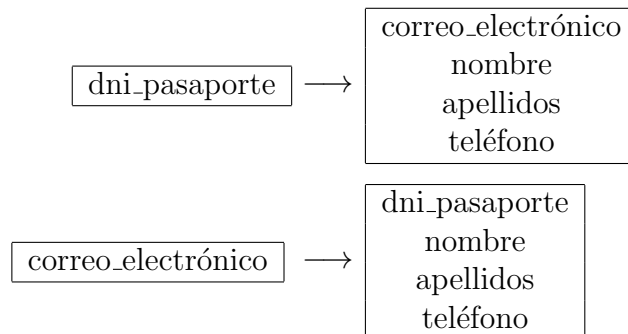 dni_pasaporte
correo_electrónico
nombre
apellidos
teléfono
correo_electrónico
dni_pasaporte
nombre
apellidos
teléfono